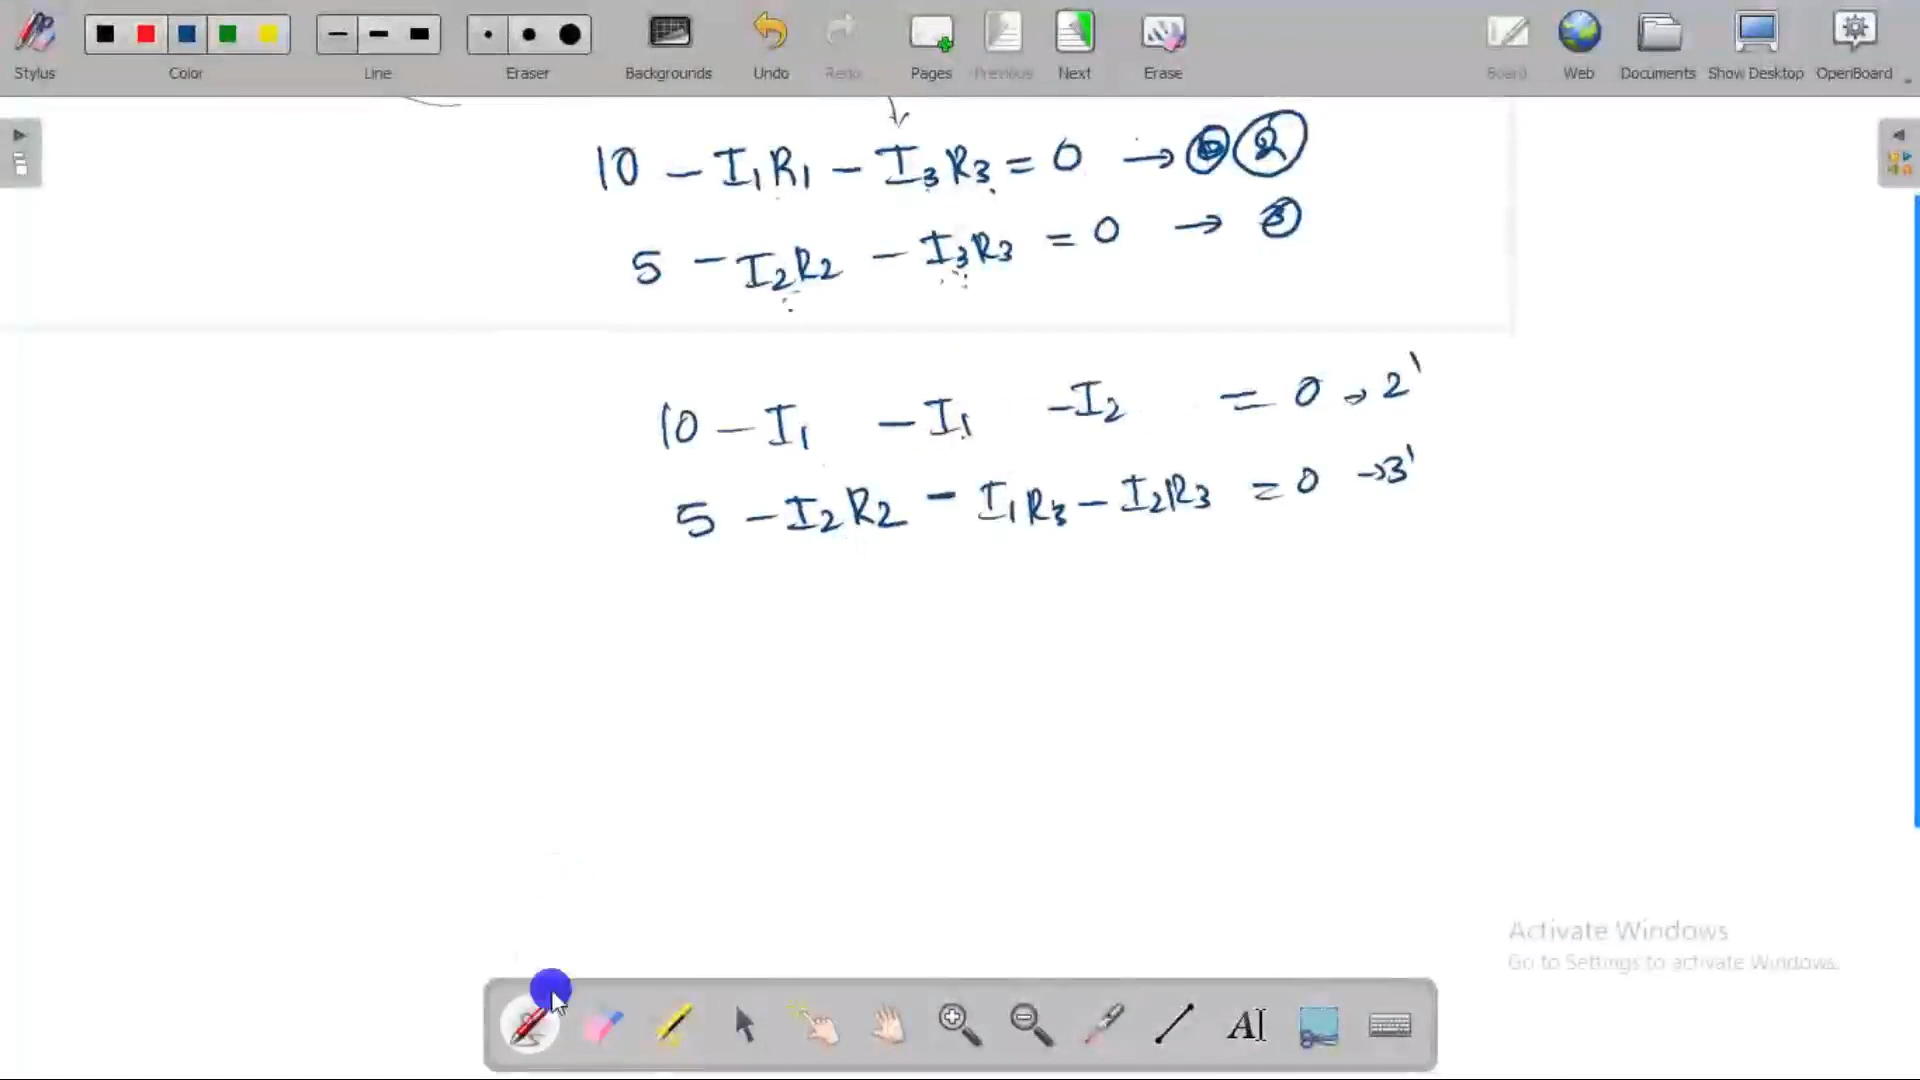 Stylus Color Line Eraser Backgrounds Undo Redo Pages Previous Next Erase Board Web Documents Show Desktop OpenBoard
10 - I₁R₁ - I₃R₃ = 0 → ②
5 - I₂R₂ - I₃R₃ = 0 → ③
10 - I₁ - I₁ - I₂ = 0 → 2'
5 - I₂R₂ - I₁R₃ - I₂R₃ = 0 → 3'
Activate Windows
Go to Settings to activate Windows.